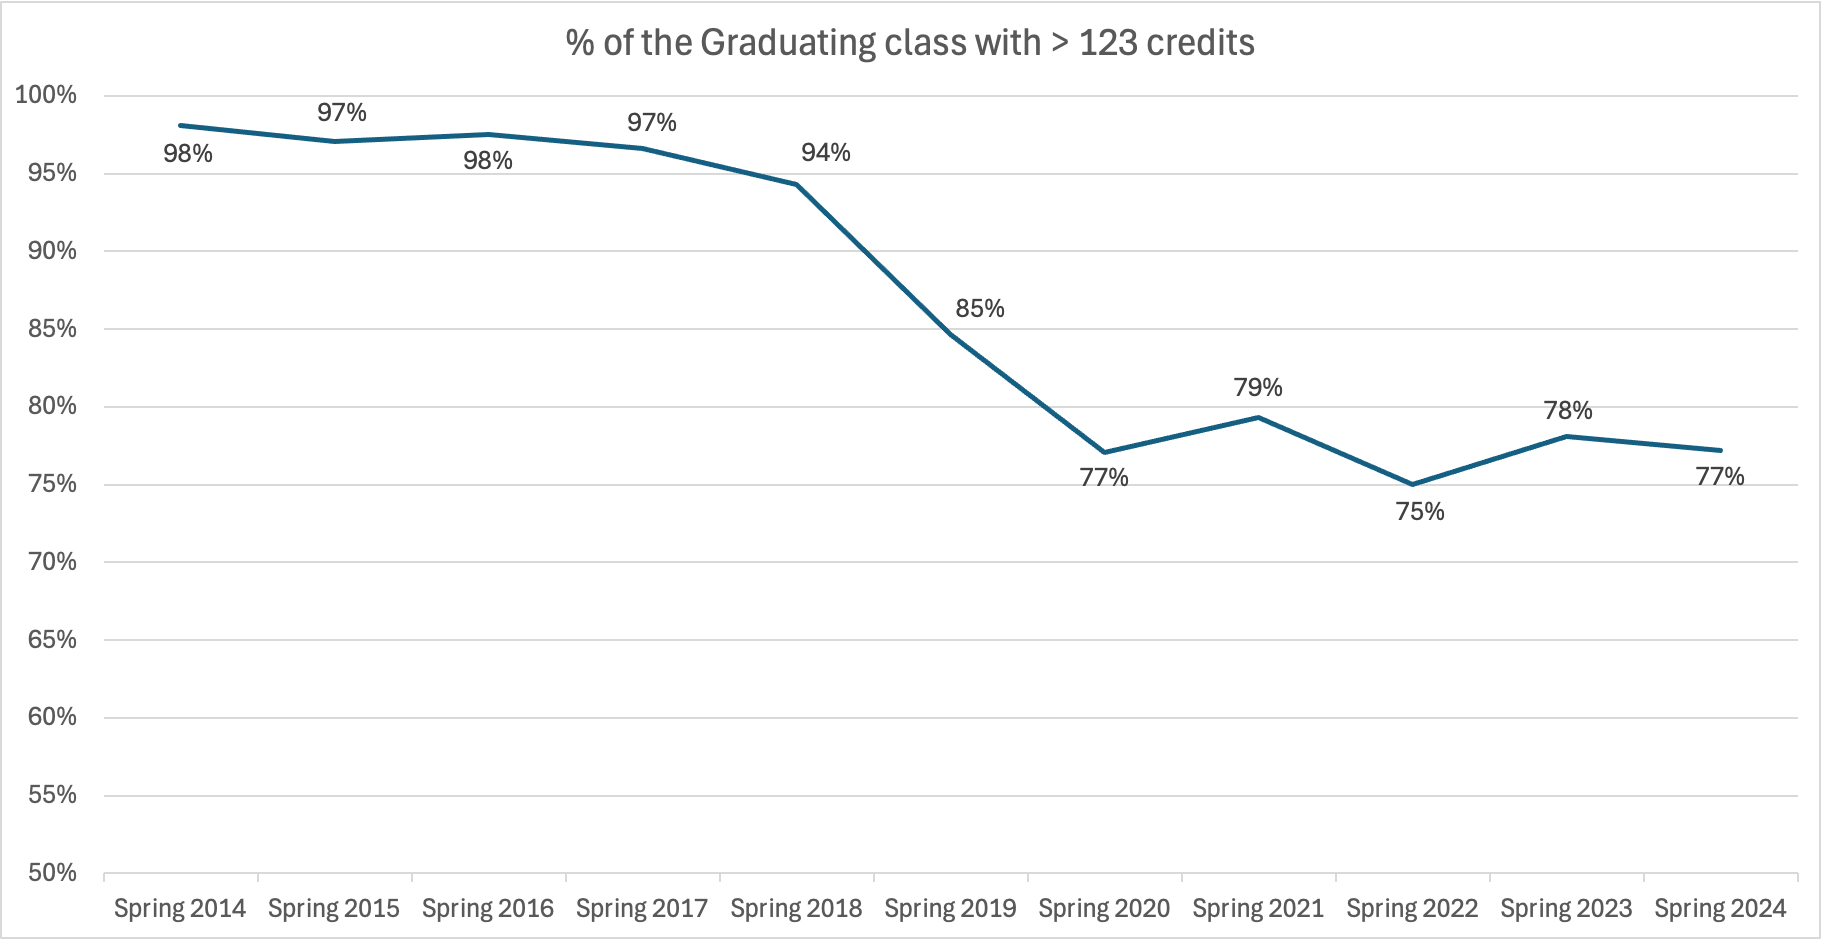 % of the Graduating class with > 123 credits
100%
95%
90%
85%
80%
75%
70%
65%
60%
55%
50%
98%
97%
98%
97%
94%
85%
77%
79%
75%
78%
77%
Spring 2014
Spring 2015
Spring 2016
Spring 2017
Spring 2018
Spring 2019
Spring 2020
Spring 2021
Spring 2022
Spring 2023
Spring 2024